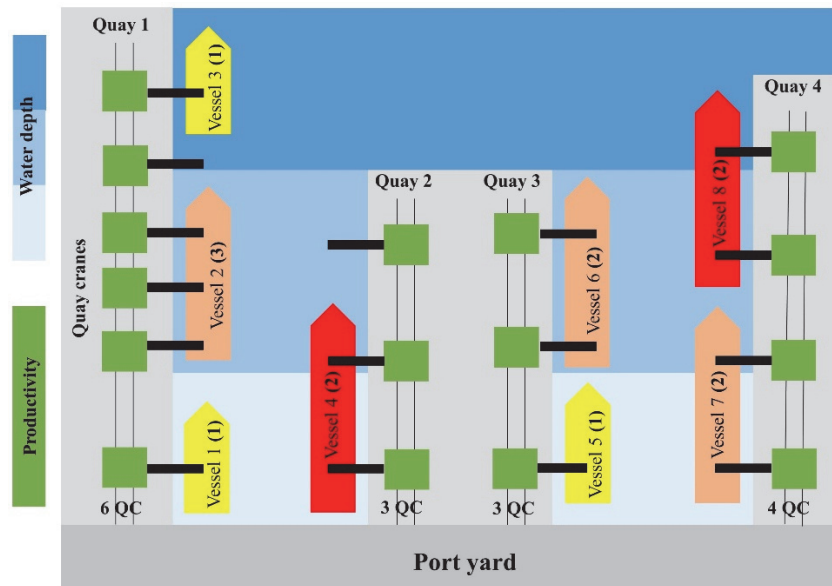 Quay 1
Water depth
Productivity
Quay cranes
Vessel 3 (1)
Vessel 2 (3)
Vessel 1 (1)
6 QC
Quay 2
Vessel 4 (2)
3 QC
Quay 3
Vessel 6 (2)
Vessel 5 (1)
3 QC
Quay 4
Vessel 8 (2)
Vessel 7 (2)
4 QC
Port yard